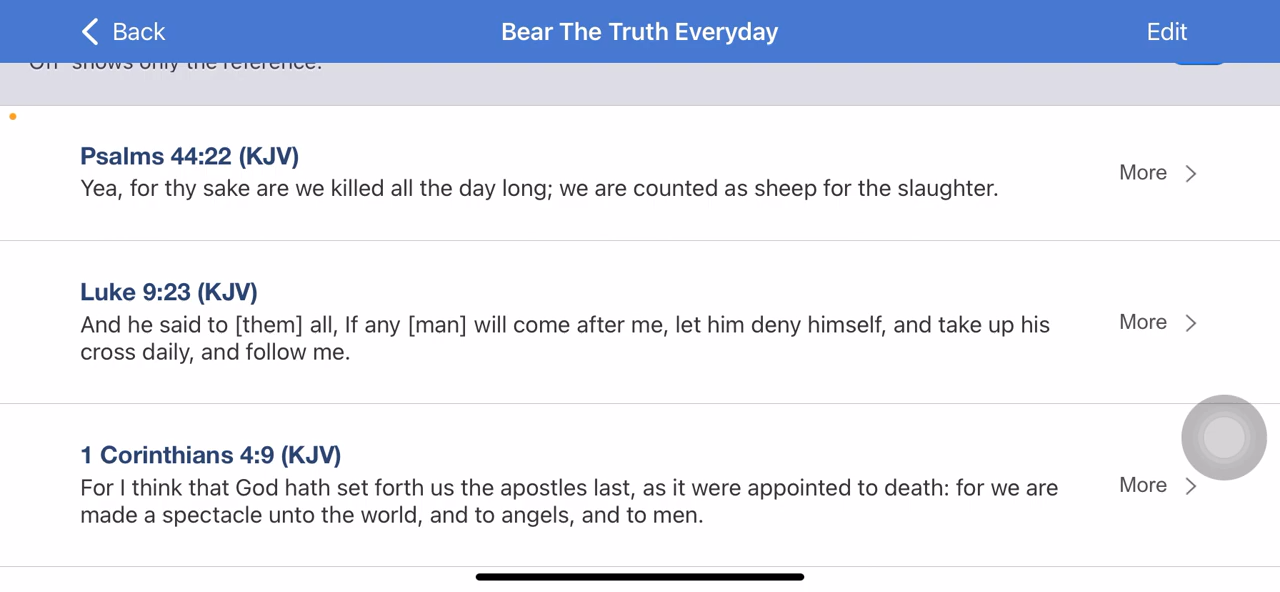 Back
Bear The Truth Everyday
Edit
Off" shows only the reference.
Psalms 44:22 (KJV)
Yea, for thy sake are we killed all the day long; we are counted as sheep for the slaughter.
More
Luke 9:23 (KJV)
And he said to [them] all, If any [man] will come after me, let him deny himself, and take up his
cross daily, and follow me.
More
1 Corinthians 4:9 (KJV)
For I think that God hath set forth us the apostles last, as it were appointed to death: for we are
made a spectacle unto the world, and to angels, and to men.
More